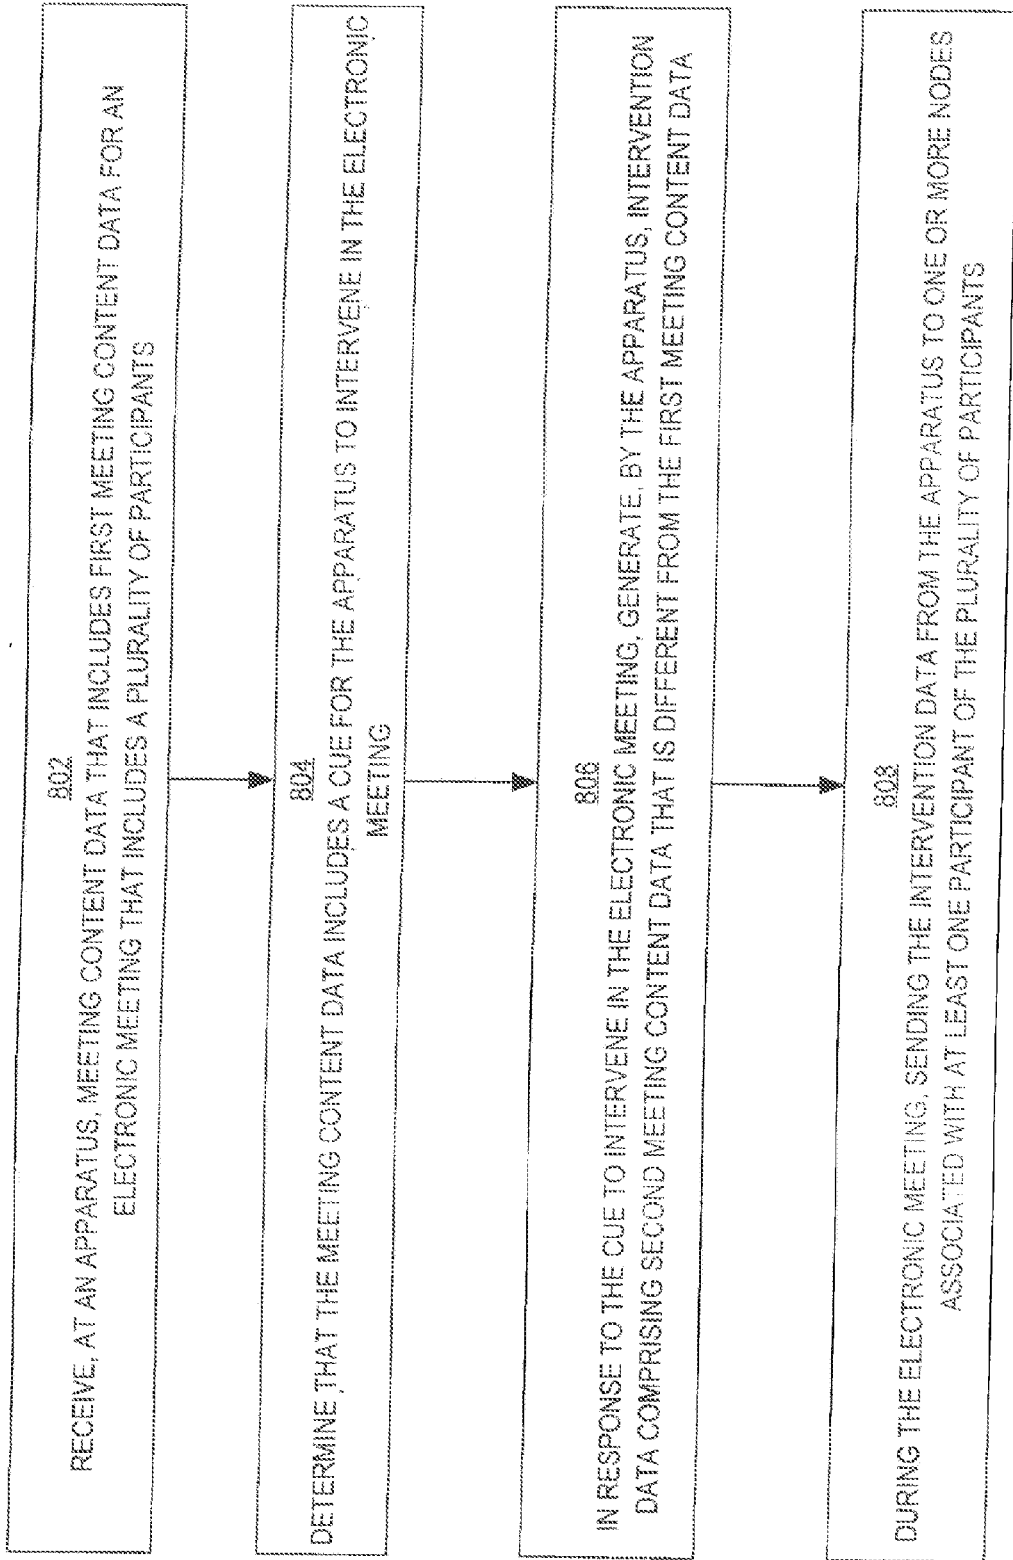 802
RECEIVE, AT AN APPARATUS, MEETING CONTENT DATA THAT INCLUDES FIRST MEETING CONTENT DATA FOR AN
ELECTRONIC MEETING THAT INCLUDES A PLURALITY OF PARTICIPANTS
804
DETERMINE THAT THE MEETING CONTENT DATA INCLUDES A CUE FOR THE APPARATUS TO INTERVENE IN THE ELECTRONIC
MEETING
806
IN RESPONSE TO THE CUE TO INTERVENE IN THE ELECTRONIC MEETING, GENERATE, BY THE APPARATUS, INTERVENTION
DATA COMPRISING SECOND MEETING CONTENT DATA THAT IS DIFFERENT FROM THE FIRST MEETING CONTENT DATA
808
DURING THE ELECTRONIC MEETING, SENDING THE INTERVENTION DATA FROM THE APPARATUS TO ONE OR MORE NODES
ASSOCIATED WITH AT LEAST ONE PARTICIPANT OF THE PLURALITY OF PARTICIPANTS